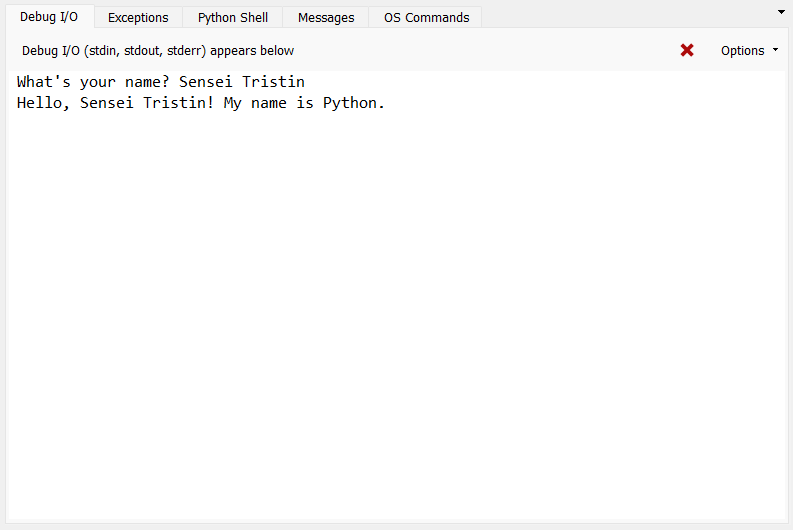 Debug I/O Exceptions Python Shell Messages OS Commands
Debug I/O (stdin, stdout, stderr) appears below Options
What's your name? Sensei Tristin
Hello, Sensei Tristin! My name is Python.